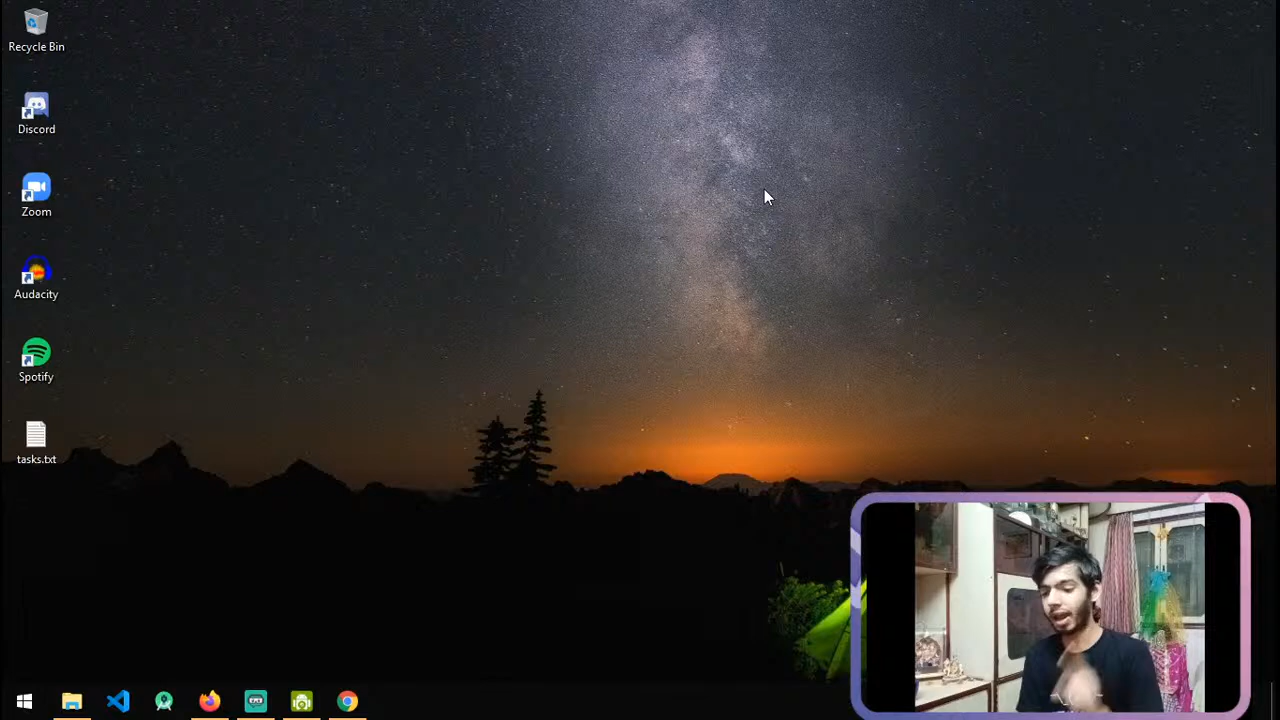 Recycle Bin
Discord
Zoom
Audacity
Spotify
tasks.txt